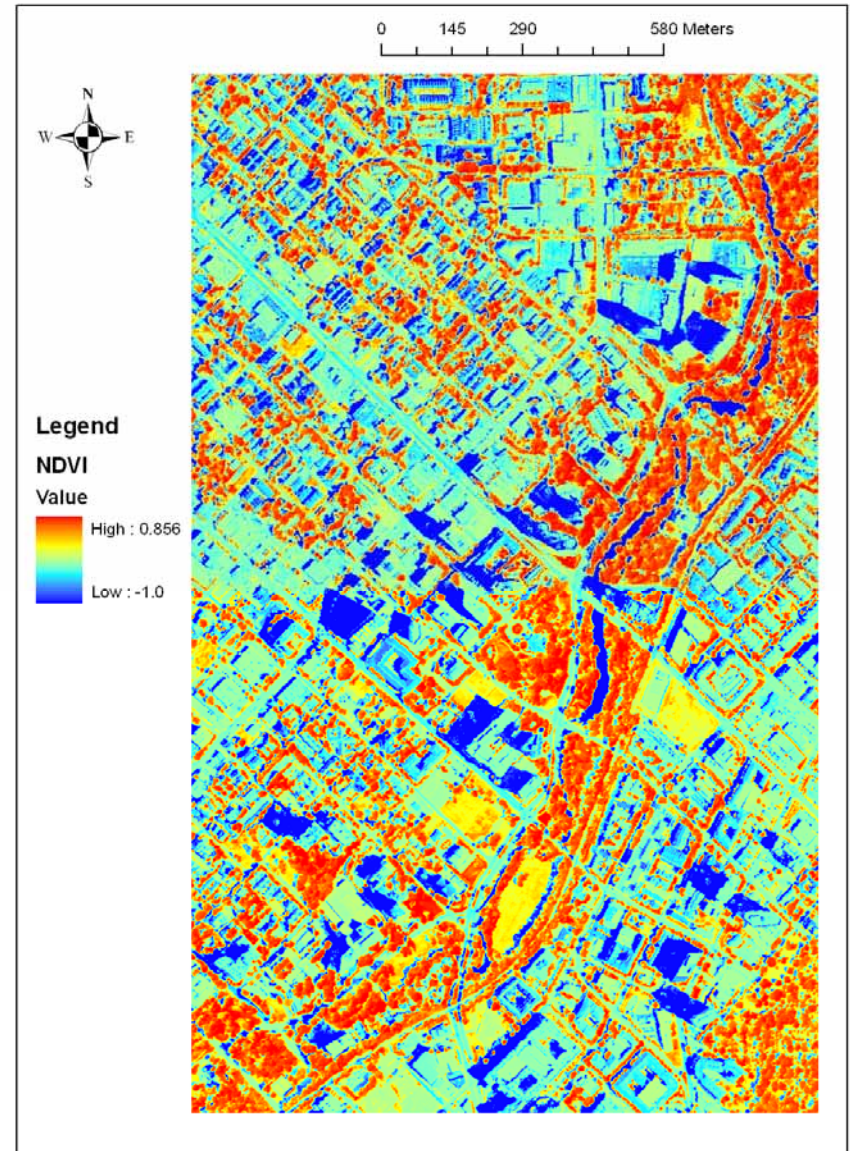 0 145 290 580 Meters
N
W E
S
Legend
NDVI
Value
High : 0.856
Low : -1.0